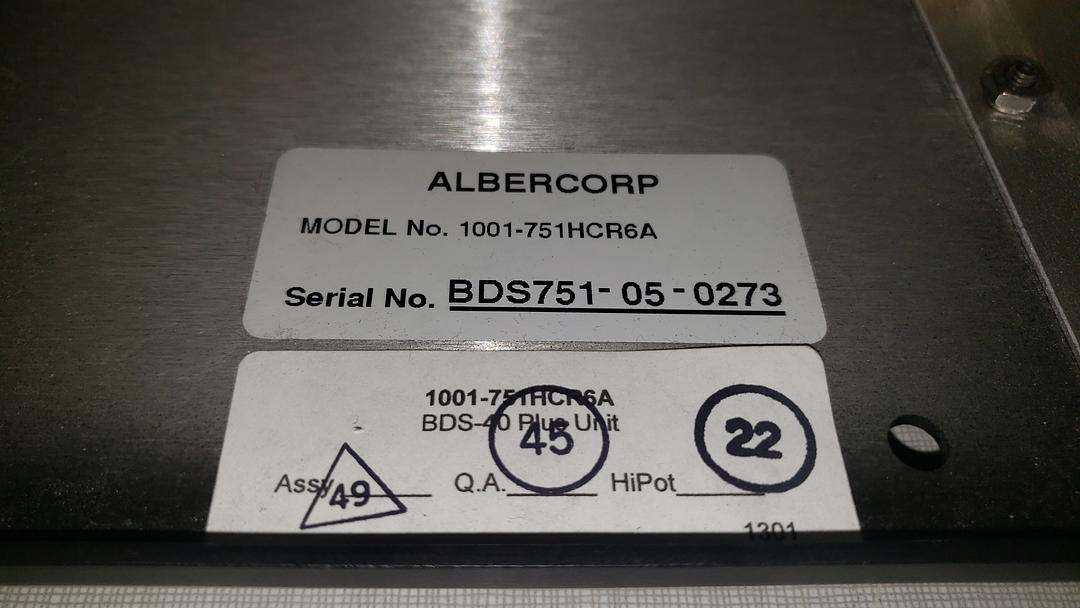 ALBERCORP
MODEL No. 1001-751HCR6A
Serial No. BDS751-05-0273
1001-751HCR6A
BDS-40 Plus Unit
45
22
Assy 49 Q.A. HiPot
1301